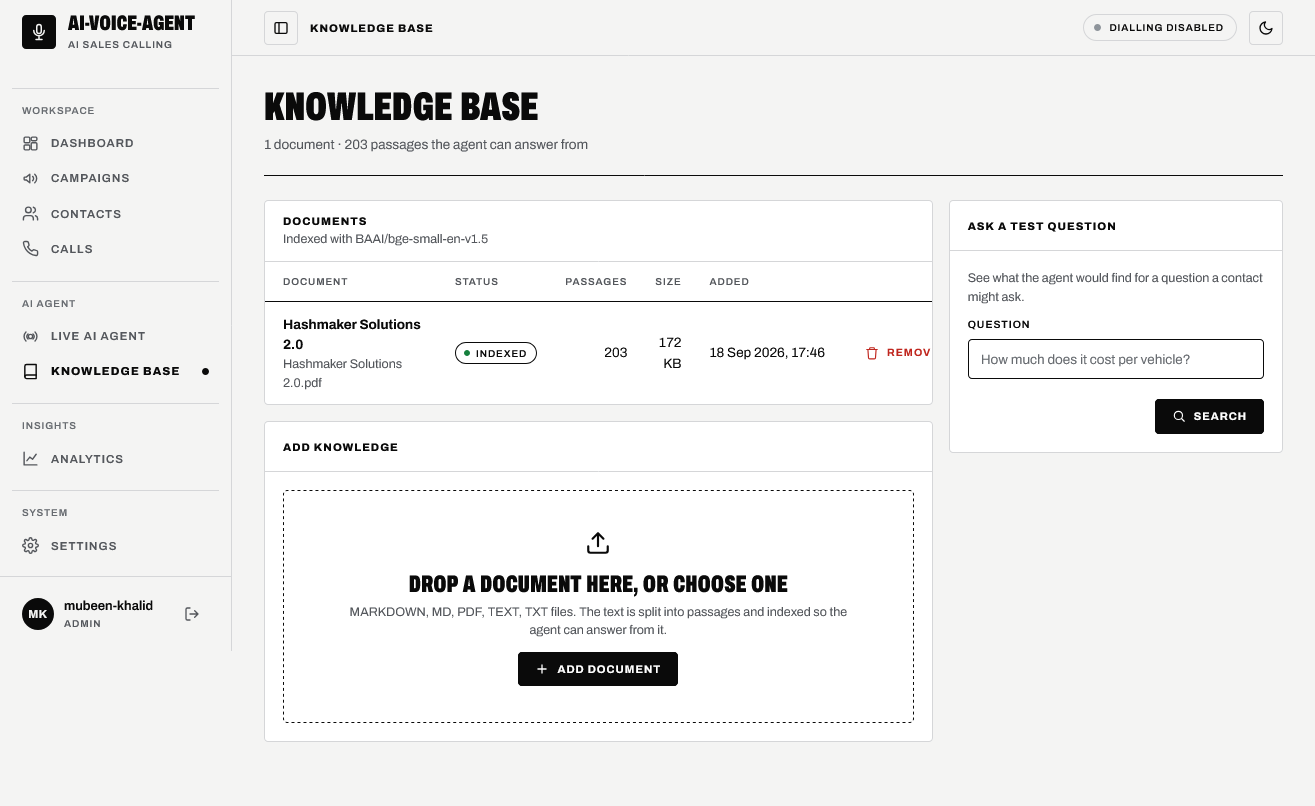 AI-VOICE-AGENT
AI SALES CALLING
WORKSPACE
DASHBOARD
CAMPAIGNS
CONTACTS
CALLS
AI AGENT
LIVE AI AGENT
KNOWLEDGE BASE
INSIGHTS
ANALYTICS
SYSTEM
SETTINGS
MK
mubeen-khalid
ADMIN
KNOWLEDGE BASE
DIALLING DISABLED
KNOWLEDGE BASE
1 document · 203 passages the agent can answer from
DOCUMENTS
Indexed with BAAI/bge-small-en-v1.5
DOCUMENT STATUS PASSAGES SIZE ADDED
Hashmaker Solutions
2.0
Hashmaker Solutions
2.0.pdf
INDEXED
203
172
KB
18 Sep 2026, 17:46
REMOV
ADD KNOWLEDGE
DROP A DOCUMENT HERE, OR CHOOSE ONE
MARKDOWN, MD, PDF, TEXT, TXT files. The text is split into passages and indexed so the
agent can answer from it.
ADD DOCUMENT
ASK A TEST QUESTION
See what the agent would find for a question a contact
might ask.
QUESTION
How much does it cost per vehicle?
SEARCH